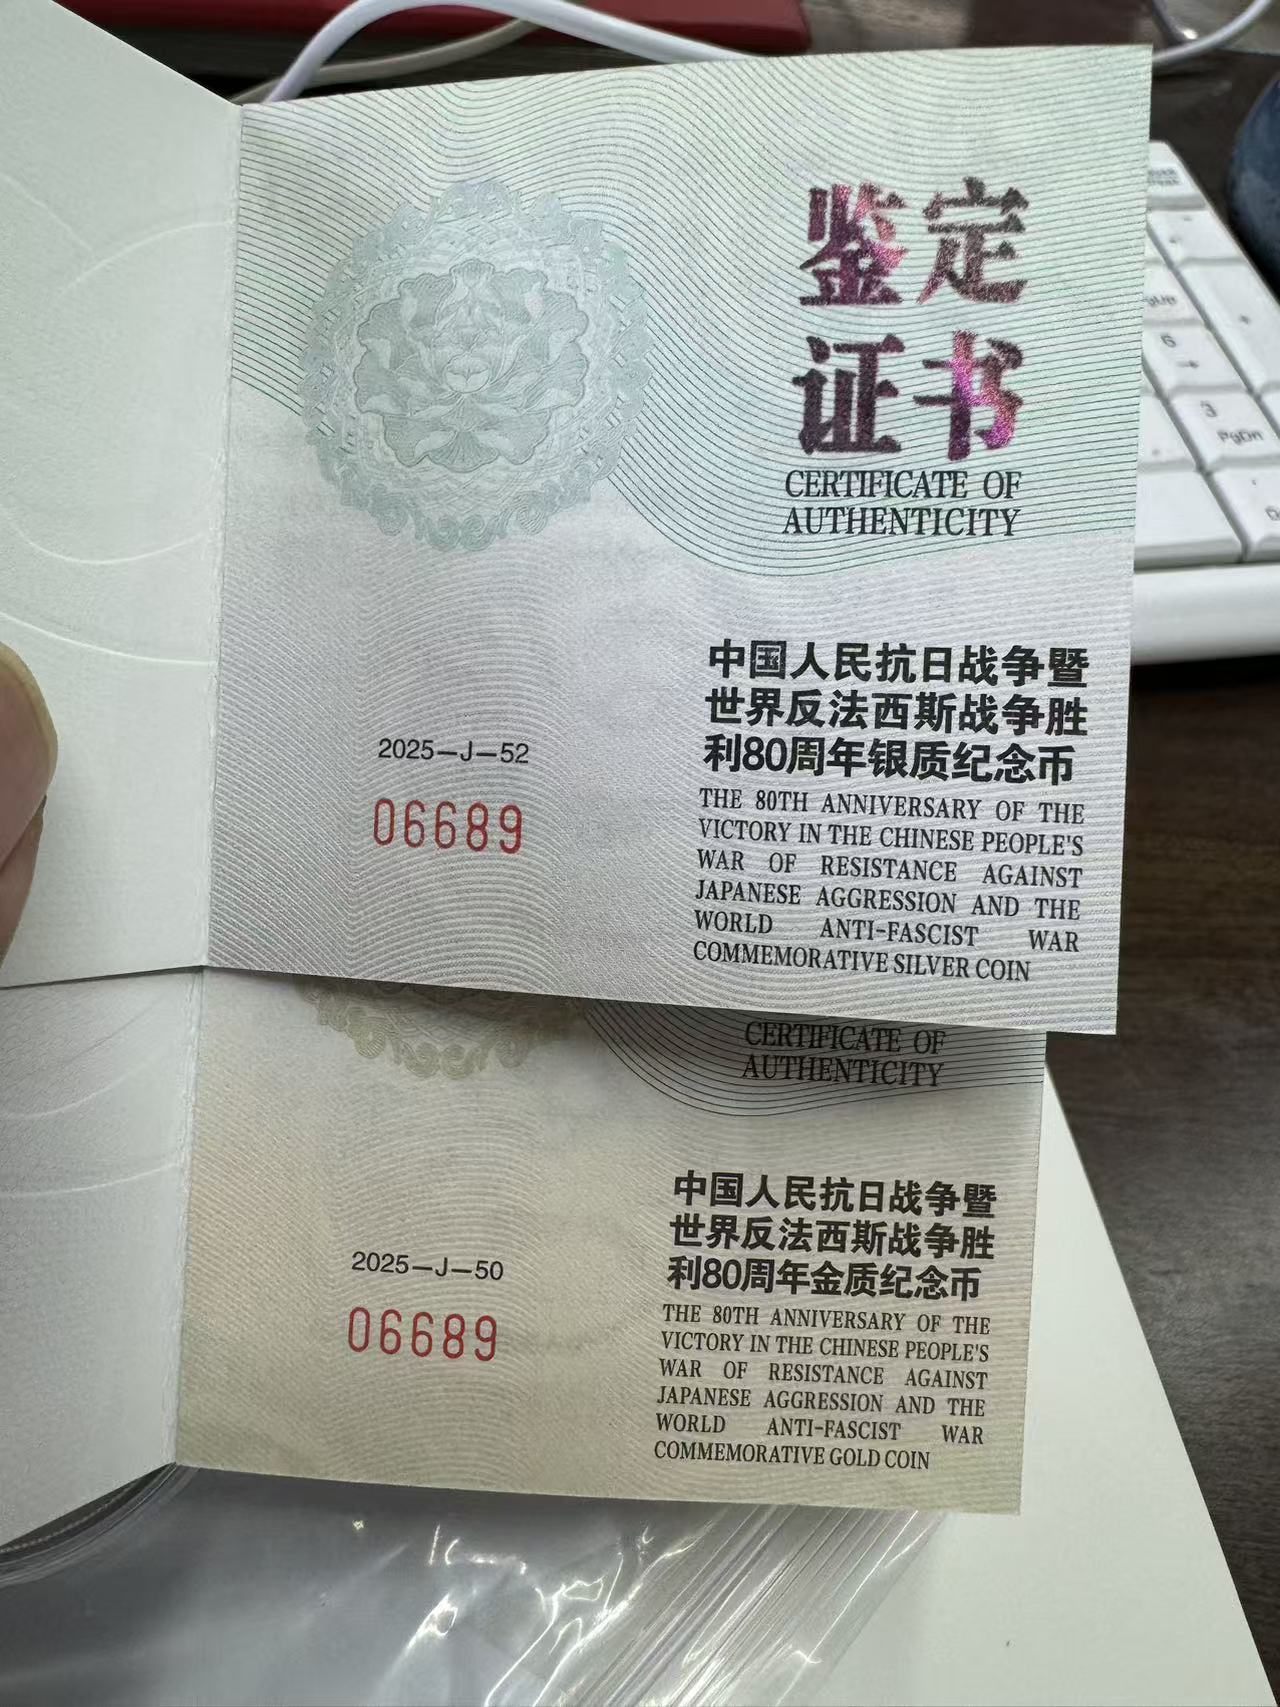 鉴定
证书
CERTIFICATE OF
AUTHENTICITY
中国人民抗日战争暨
世界反法西斯战争胜
利80周年银质纪念币
THE 80TH ANNIVERSARY OF THE
VICTORY IN THE CHINESE PEOPLE'S
WAR OF RESISTANCE AGAINST
JAPANESE AGGRESSION AND THE
WORLD ANTI-FASCIST WAR
COMMEMORATIVE SILVER COIN
2025-J-52
06689
CERTIFICATE OF
AUTHENTICITY
中国人民抗日战争暨
世界反法西斯战争胜
利80周年金质纪念币
THE 80TH ANNIVERSARY OF THE
VICTORY IN THE CHINESE PEOPLE'S
WAR OF RESISTANCE AGAINST
JAPANESE AGGRESSION AND THE
WORLD ANTI-FASCIST WAR
COMMEMORATIVE GOLD COIN
2025-J-50
06689
6
3
PgDn